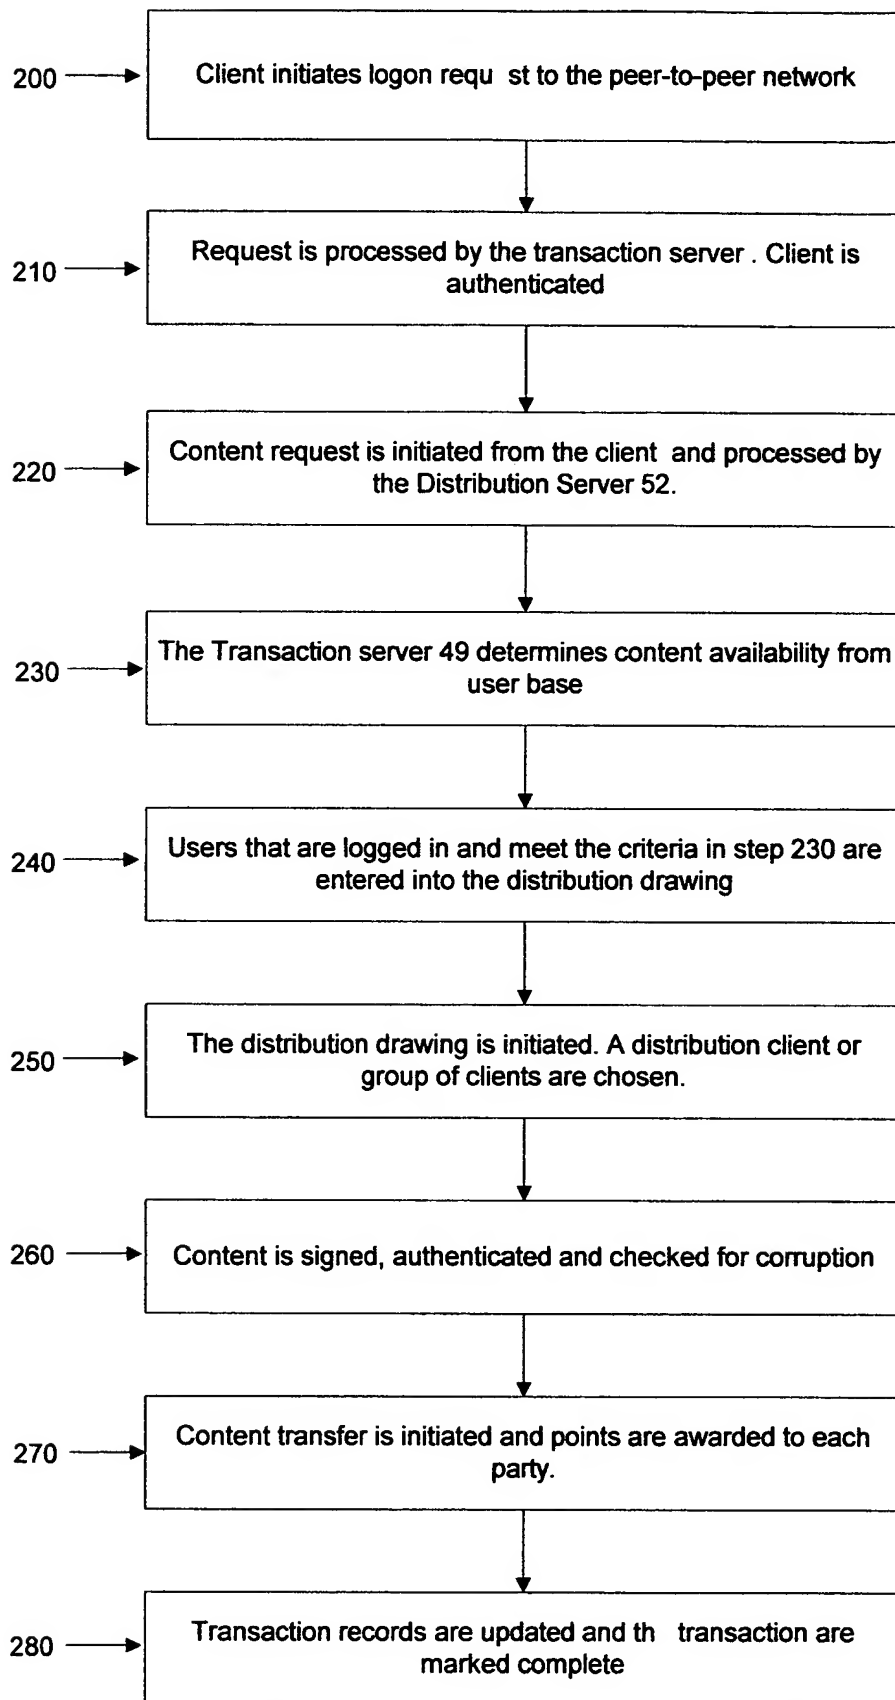 200
Client initiates logon requ st to the peer-to-peer network
210
Request is processed by the transaction server . Client is
authenticated
220
Content request is initiated from the client and processed by
the Distribution Server 52.
230
The Transaction server 49 determines content availability from
user base
240
Users that are logged in and meet the criteria in step 230 are
entered into the distribution drawing
250
The distribution drawing is initiated. A distribution client or
group of clients are chosen.
260
Content is signed, authenticated and checked for corruption
270
Content transfer is initiated and points are awarded to each
party.
280
Transaction records are updated and th transaction are
marked complete